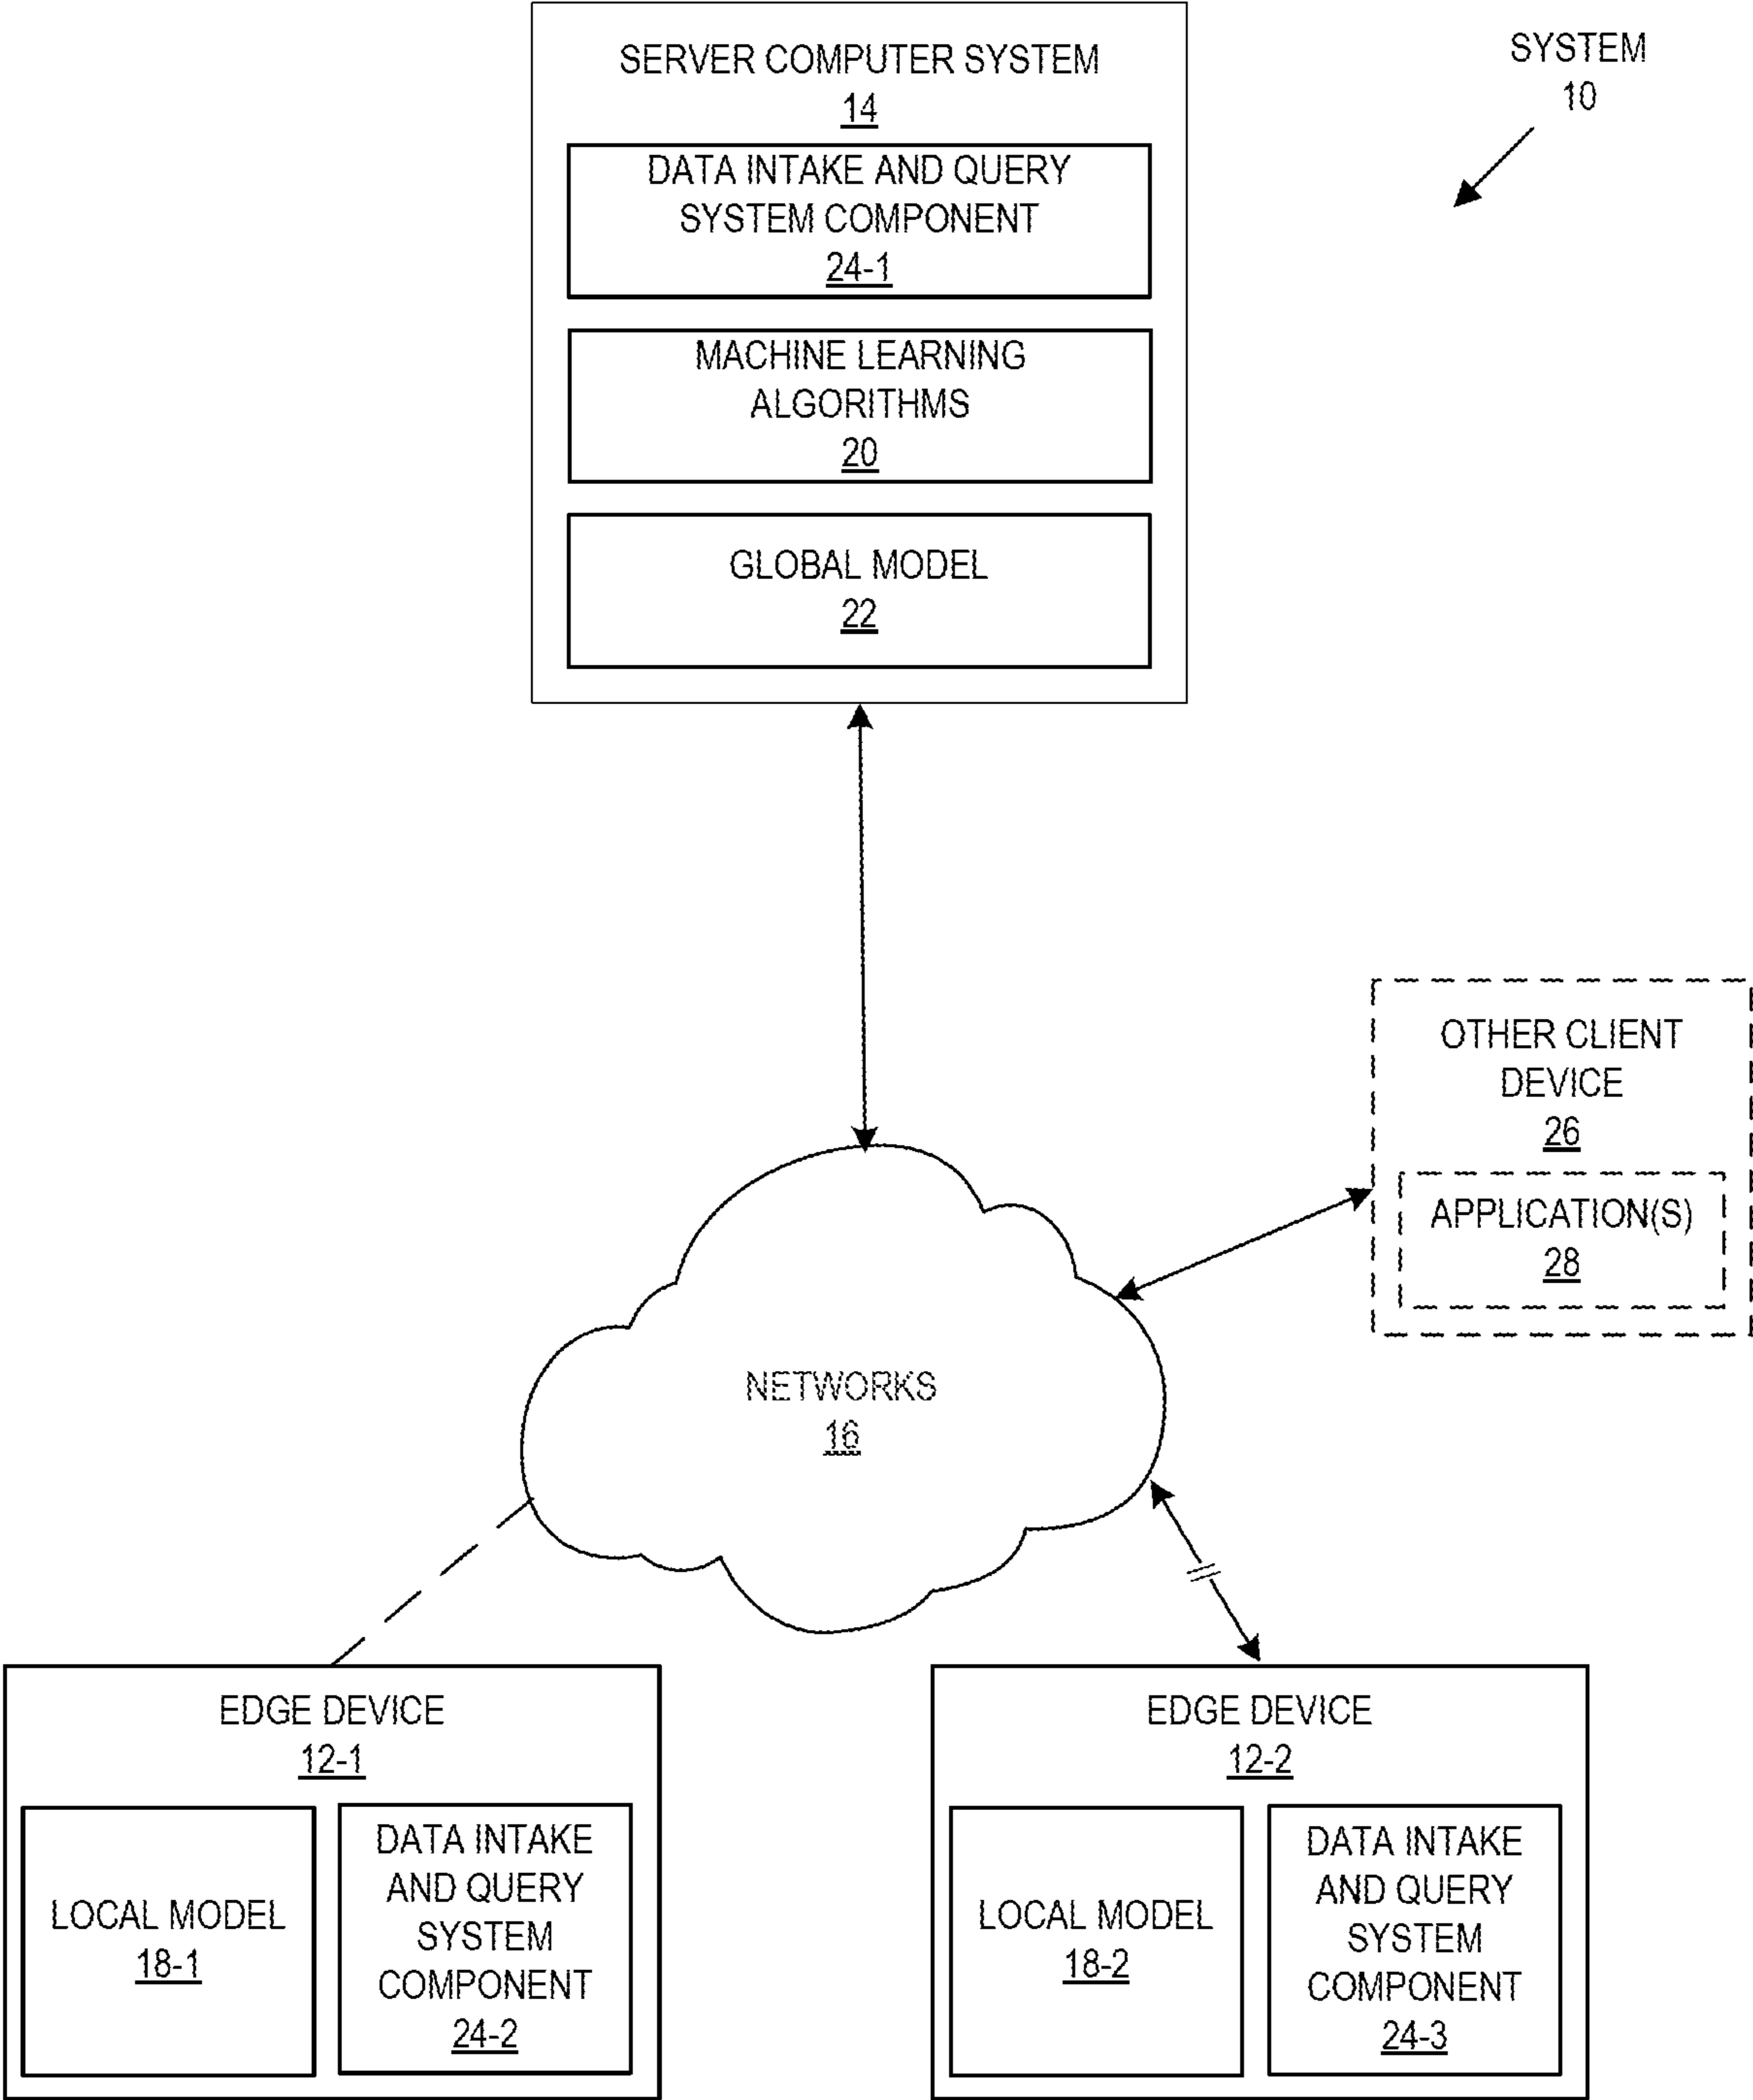 SERVER COMPUTER SYSTEM
14
SYSTEM
10
DATA INTAKE AND QUERY
SYSTEM COMPONENT
24-1
MACHINE LEARNING
ALGORITHMS
20
GLOBAL MODEL
22
OTHER CLIENT
DEVICE
26
APPLICATION(S)
28
NETWORKS
16
EDGE DEVICE
12-1
LOCAL MODEL
18-1
DATA INTAKE
AND QUERY
SYSTEM
COMPONENT
24-2
EDGE DEVICE
12-2
LOCAL MODEL
18-2
DATA INTAKE
AND QUERY
SYSTEM
COMPONENT
24-3